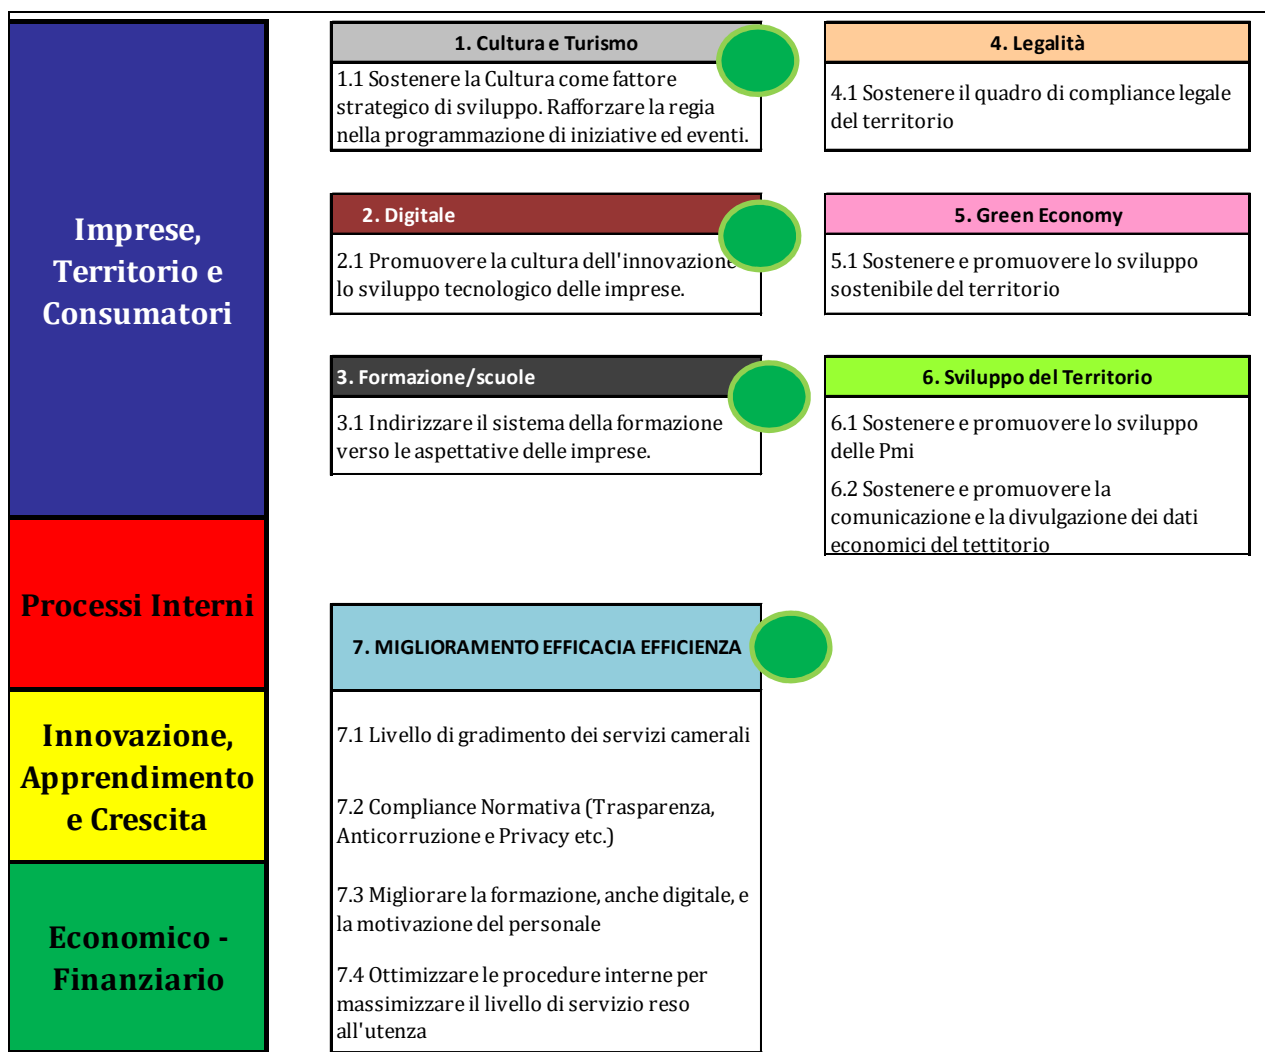 Imprese,
Territorio e
Consumatori
Processi Interni
Innovazione,
Apprendimento
e Crescita
Economico -
Finanziario
1. Cultura e Turismo
1.1 Sostenere la Cultura come fattore
strategico di sviluppo. Rafforzare la regia
nella programmazione di iniziative ed eventi.
2. Digitale
2.1 Promuovere la cultura dell'innovazione
lo sviluppo tecnologico delle imprese.
3. Formazione/scuole
3.1 Indirizzare il sistema della formazione
verso le aspettative delle imprese.
4. Legalità
4.1 Sostenere il quadro di compliance legale
del territorio
5. Green Economy
5.1 Sostenere e promuovere lo sviluppo
sostenibile del territorio
6. Sviluppo del Territorio
6.1 Sostenere e promuovere lo sviluppo
delle Pmi
6.2 Sostenere e promuovere la
comunicazione e la divulgazione dei dati
economici del tettitorio
7. MIGLIORAMENTO EFFICACIA EFFICIENZA
7.1 Livello di gradimento dei servizi camerali
7.2 Compliance Normativa (Trasparenza,
Anticorruzione e Privacy etc.)
7.3 Migliorare la formazione, anche digitale, e
la motivazione del personale
7.4 Ottimizzare le procedure interne per
massimizzare il livello di servizio reso
all'utenza